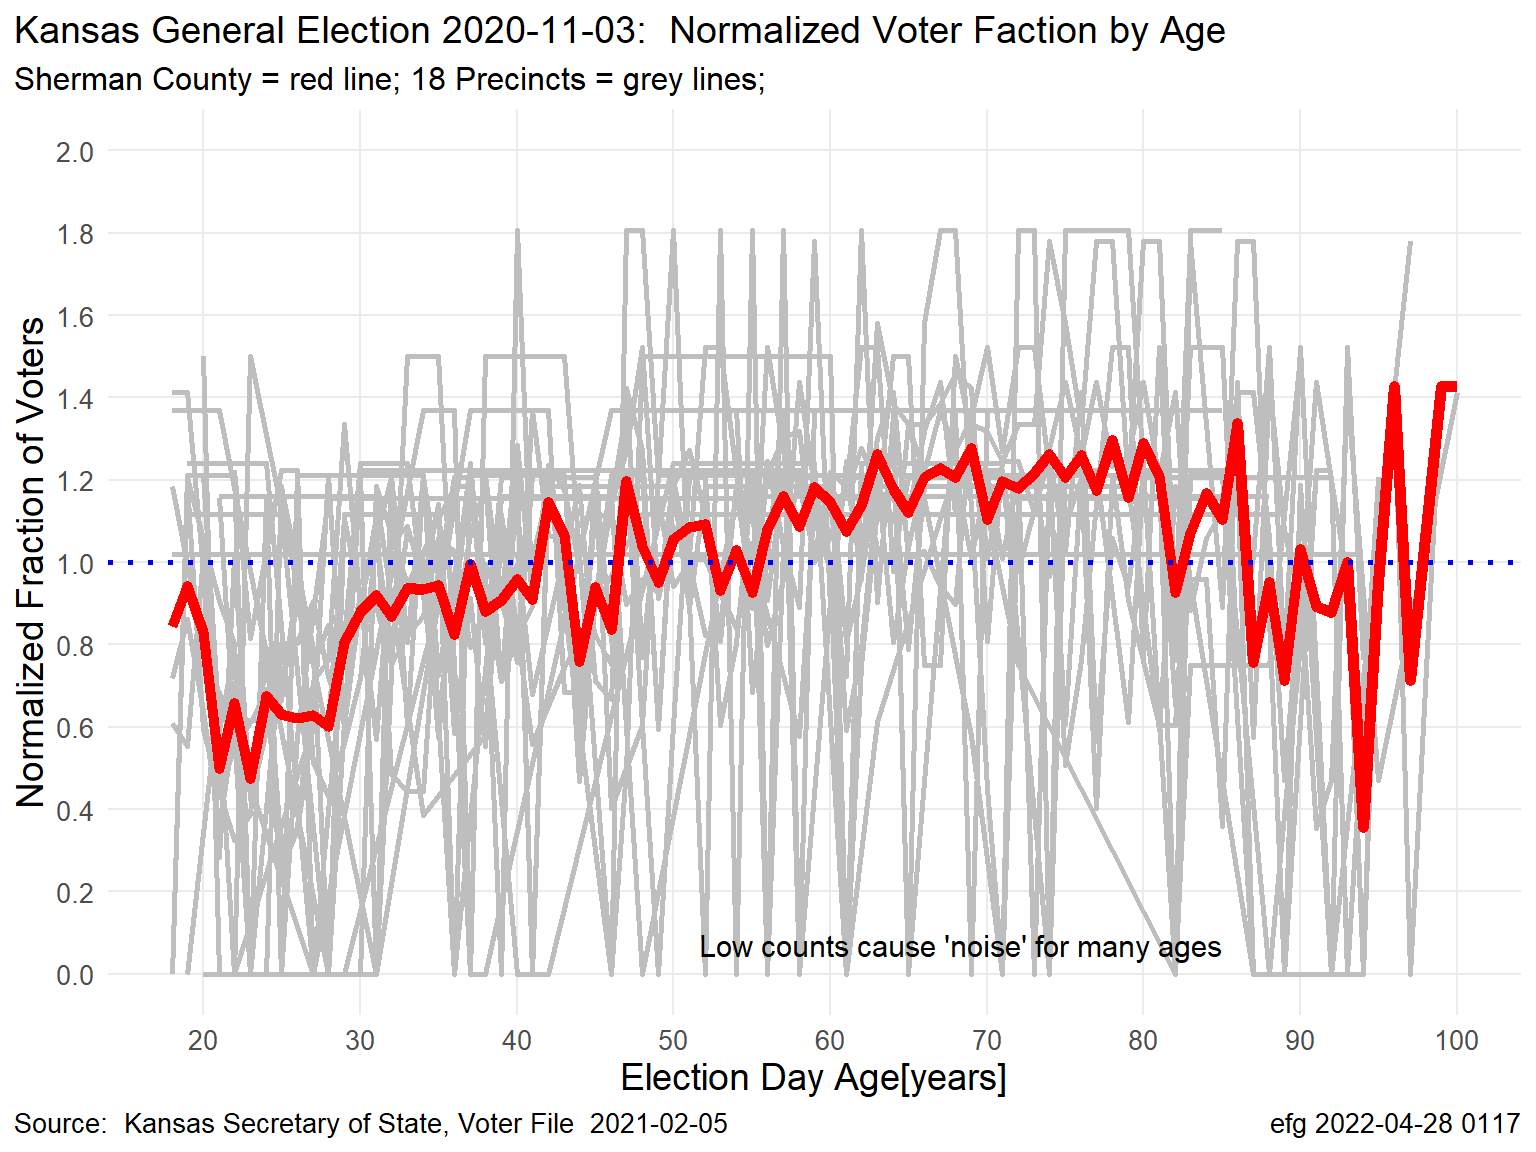 Kansas General Election 2020-11-03:  Normalized Voter Faction by Age
Sherman County = red line; 18 Precincts = grey lines;
Normalized Fraction of Voters
2.0
1.8
1.6
1.4
1.2
1.0
0.8
0.6
0.4
0.2
0.0
Low counts cause 'noise' for many ages
20 30 40 50 60 70 80 90 100
Election Day Age[years]
Source:  Kansas Secretary of State, Voter File  2021-02-05
efg 2022-04-28 0117